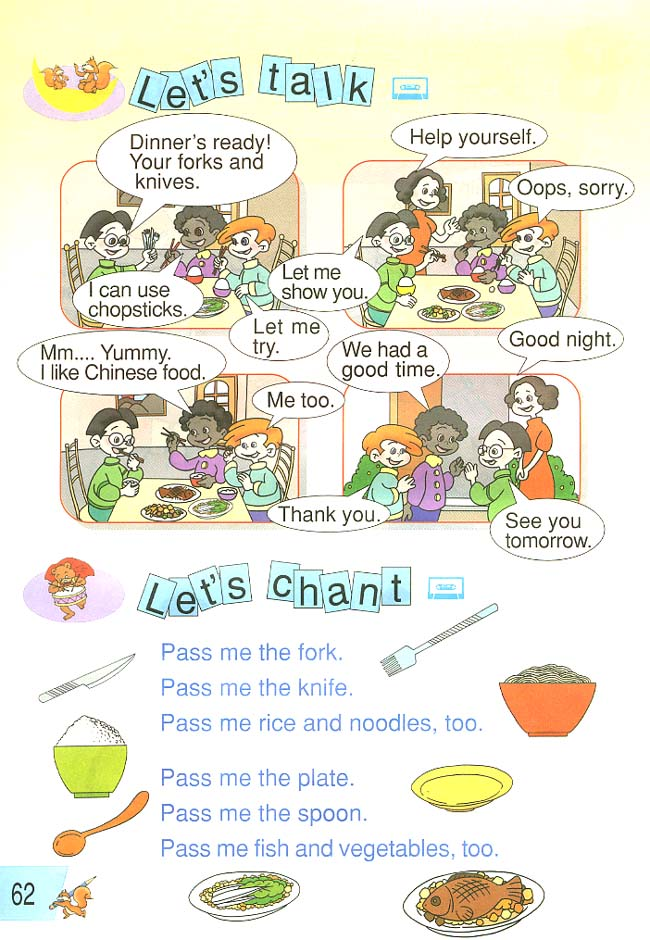 Let's talk
Dinner's ready!
Your forks and
knives.
I can use
chopsticks.
Let me
try.
Help yourself.
Oops, sorry.
Let me
show you.
Mm.... Yummy.
I like Chinese food.
Me too.
We had a
good time.
Good night.
Thank you.
See you
tomorrow.
Let's chant
Pass me the fork.
Pass me the knife.
Pass me rice and noodles, too.
Pass me the plate.
Pass me the spoon.
Pass me fish and vegetables, too.
62